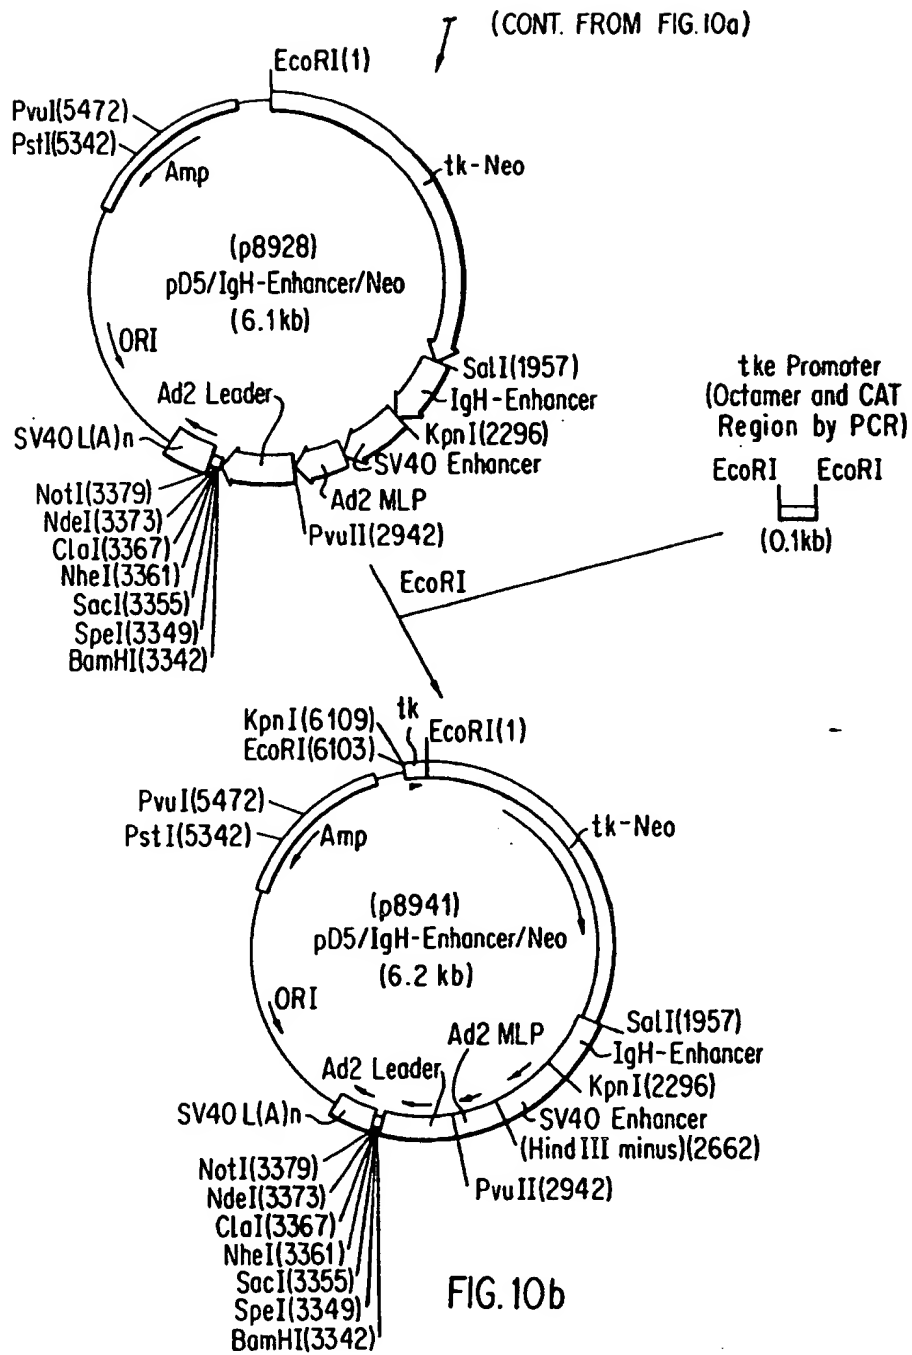 (CONT. FROM FIG.10a)
EcoRI(1)
PvuI(5472)
PstI(5342)
Amp
tk-Neo
(p8928)
pD5/IgH-Enhancer/Neo
(6.1kb)
ORI
Ad2 Leader
SalI(1957)
IgH-Enhancer
KpnI(2296)
SV40 Enhancer
Ad2 MLP
PvuII(2942)
SV40 L(A)n
NotI(3379)
NdeI(3373)
ClaI(3367)
NheI(3361)
SacI(3355)
SpeI(3349)
BamHI(3342)
tke Promoter
(Octamer and CAT
Region by PCR)
EcoRI EcoRI
(0.1kb)
EcoRI
KpnI(6109)
EcoRI(6103)
tk
EcoRI(1)
PvuI(5472)
PstI(5342)
Amp
tk-Neo
(p8941)
pD5/IgH-Enhancer/Neo
(6.2 kb)
ORI
Ad2 MLP
Ad2 Leader
SalI(1957)
IgH-Enhancer
KpnI(2296)
SV40 Enhancer
(Hind III minus)(2662)
PvuII(2942)
SV40 L(A)n
NotI(3379)
NdeI(3373)
ClaI(3367)
NheI(3361)
SacI(3355)
SpeI(3349)
BamHI(3342)
FIG. 10b